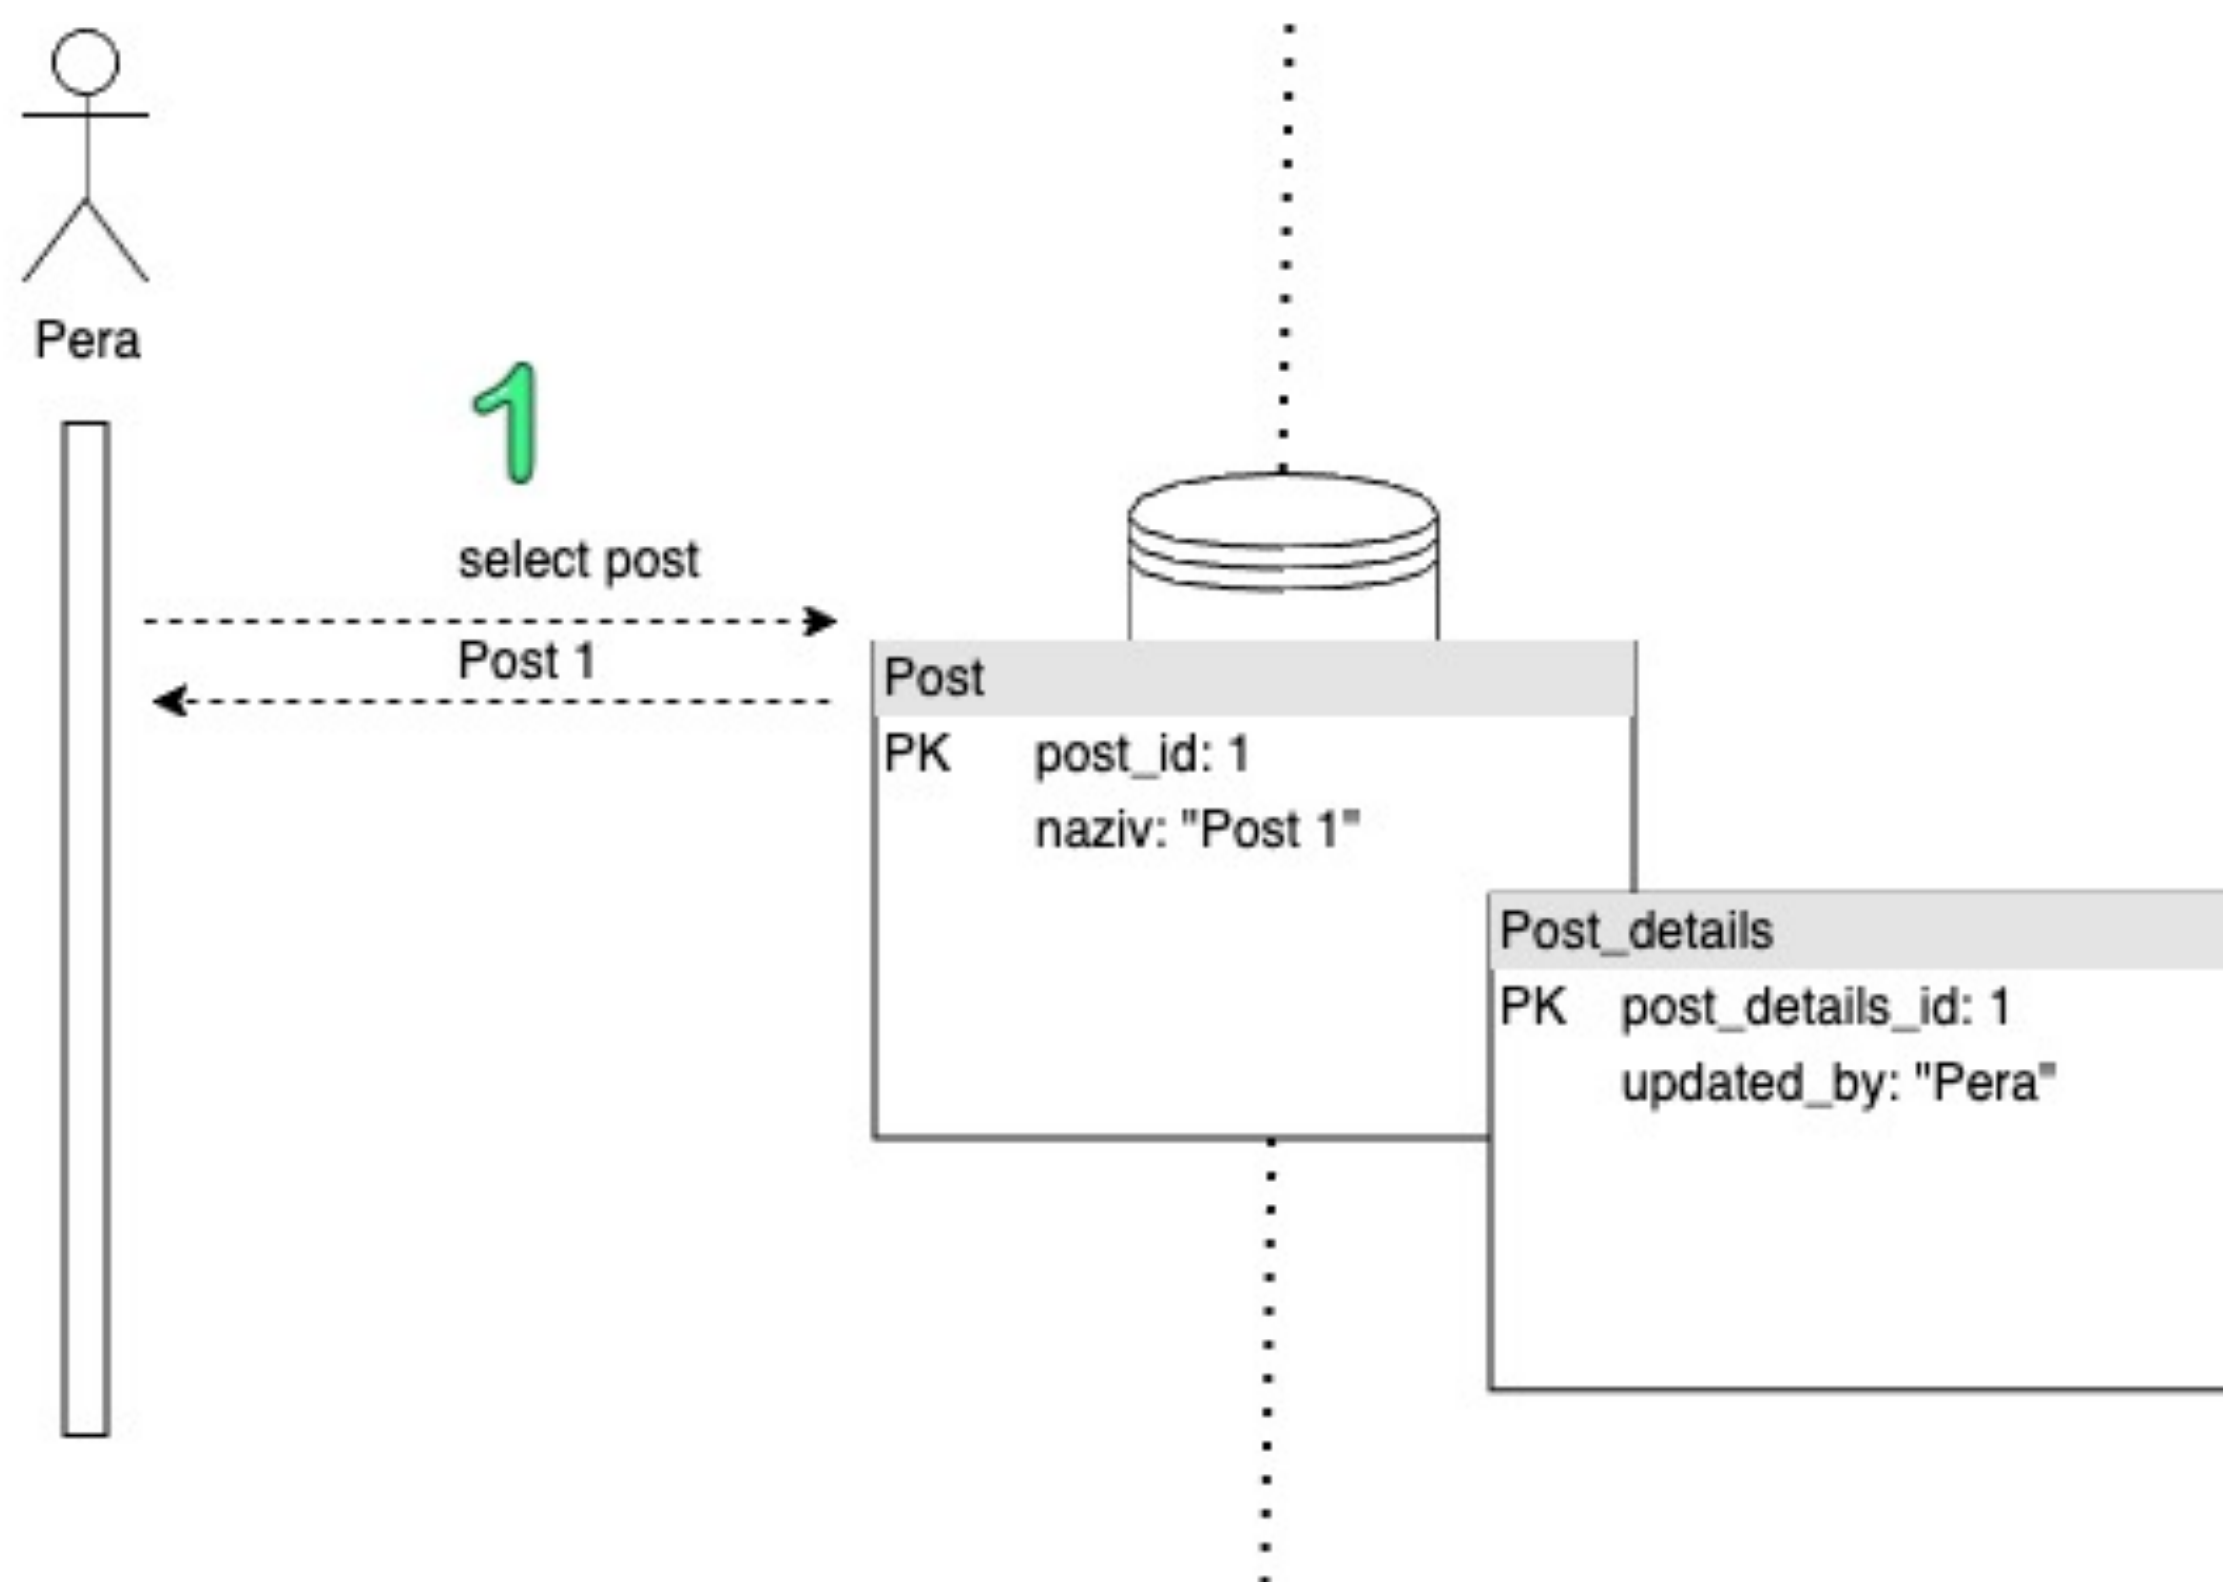 Pera
1
select post
Post 1
Post
PK post_id: 1
naziv: "Post 1"
Post_details
PK post_details_id: 1
updated_by: "Pera"